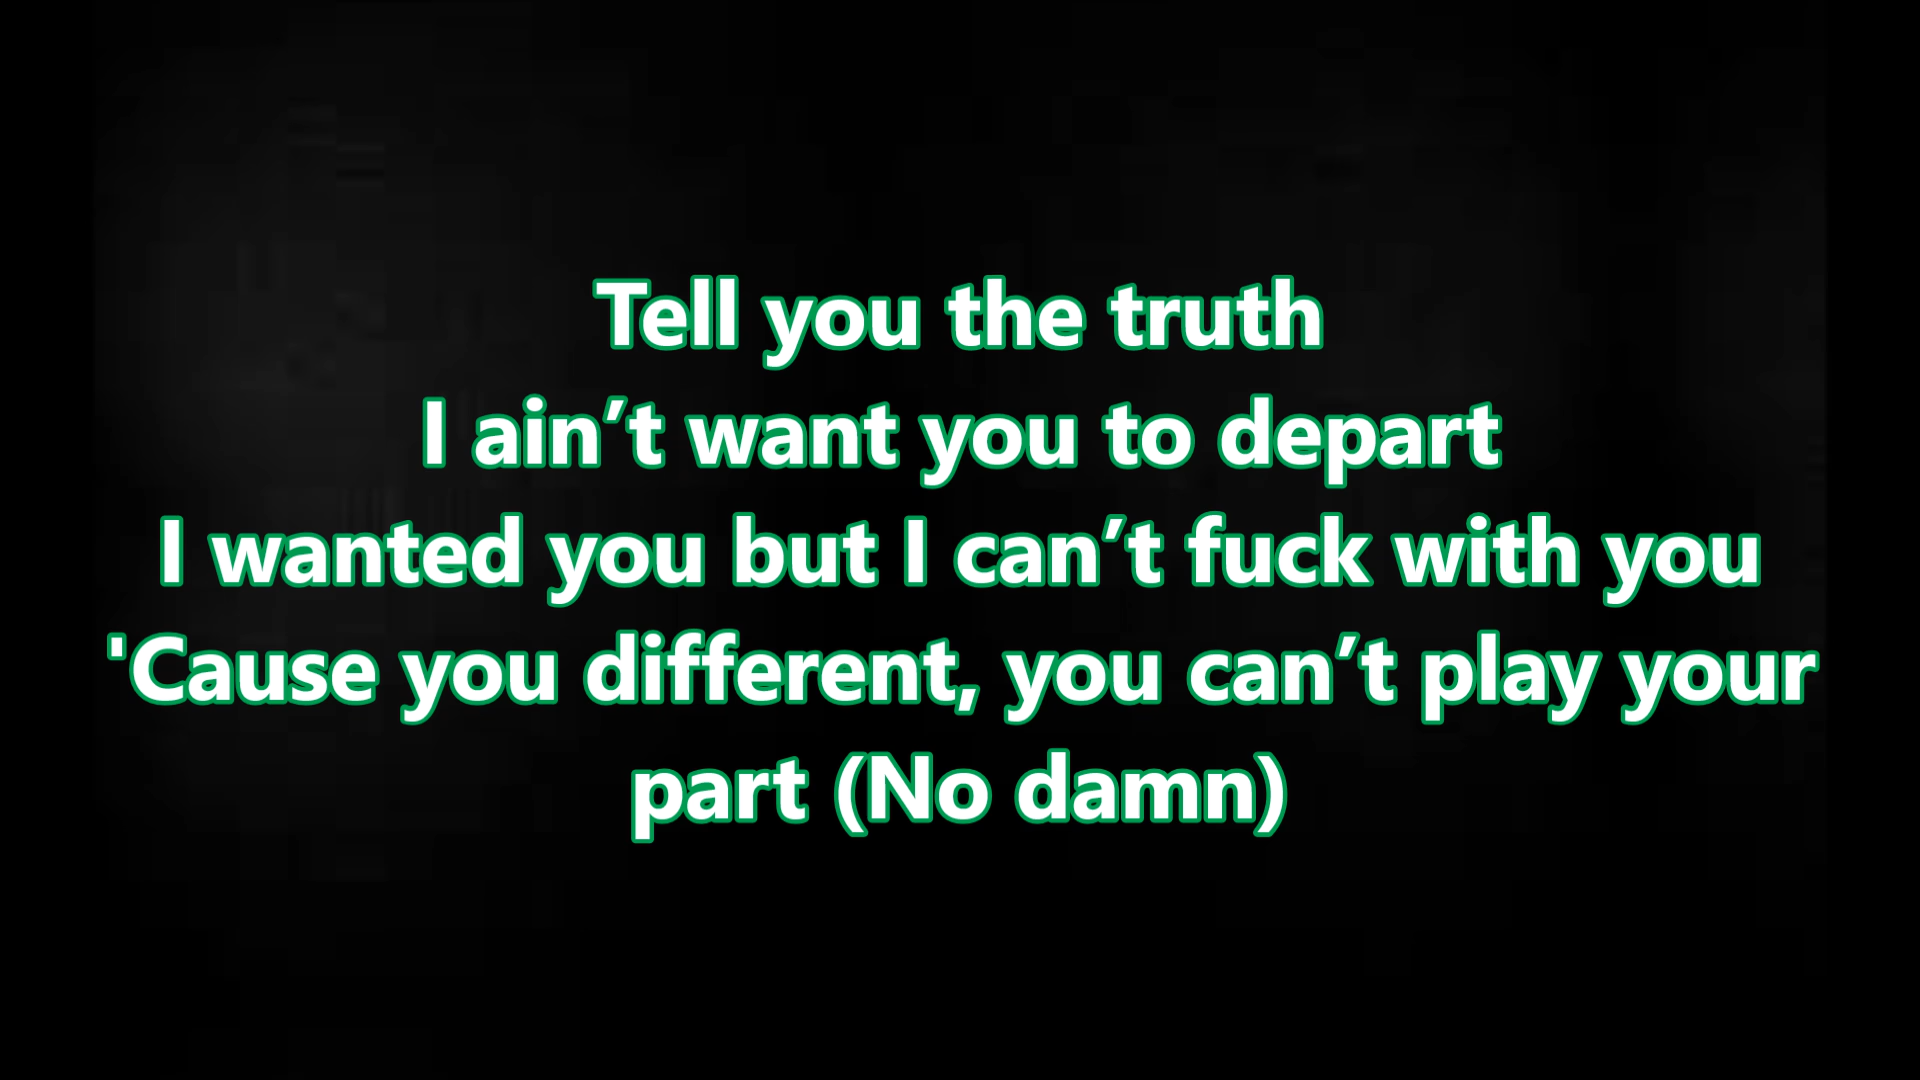 Tell you the truth
I ain’t want you to depart
I wanted you but I can’t fuck with you
'Cause you different, you can’t play your
part (No damn)